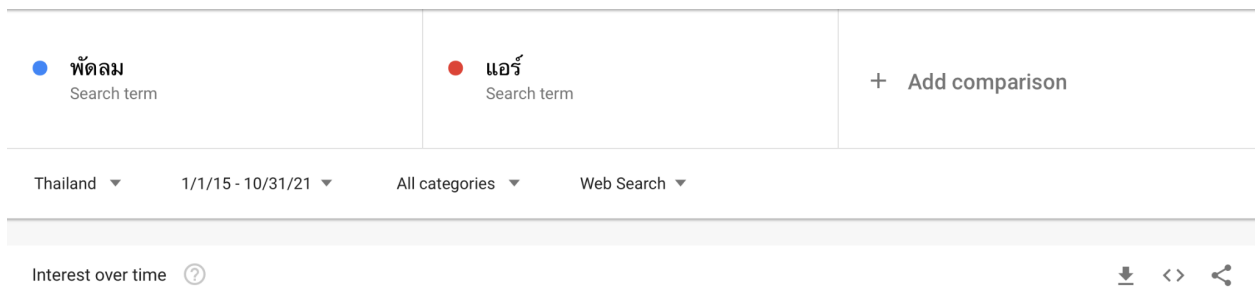 พัดลม
Search term
แอร์
Search term
+ Add comparison
Thailand 1/1/15 - 10/31/21 All categories Web Search
Interest over time ?